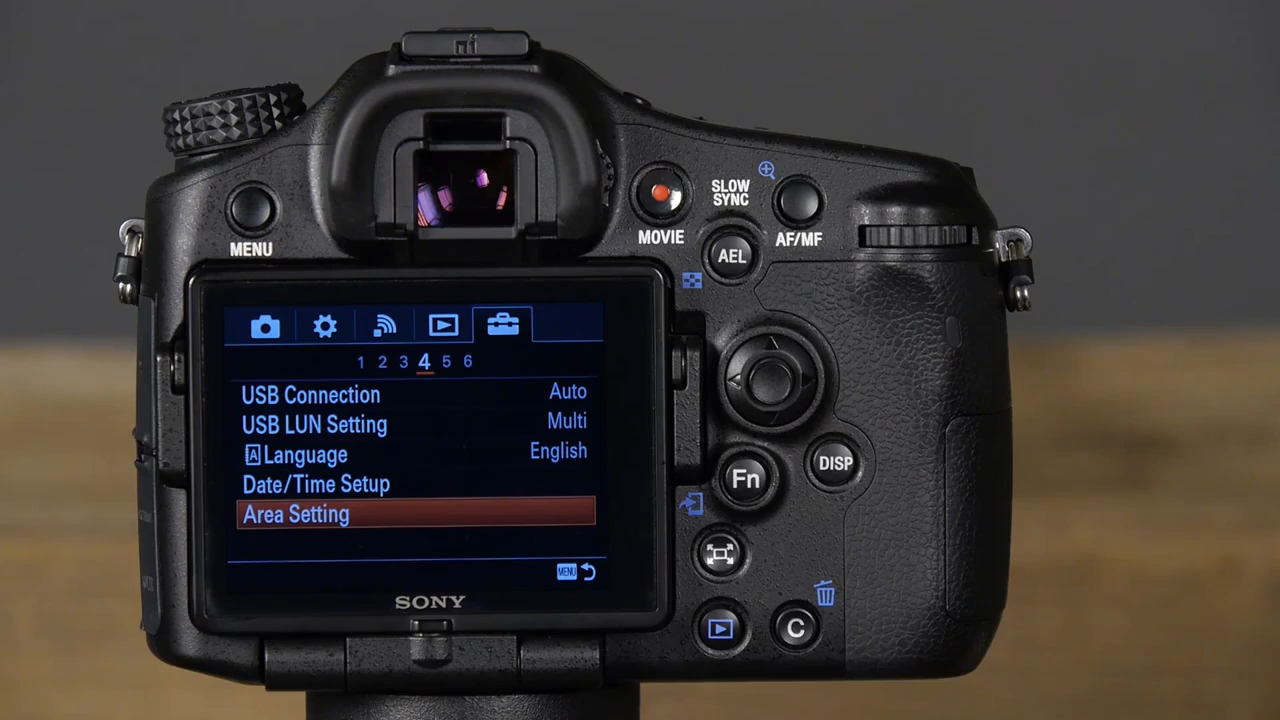 MENU
MOVIE
SLOW
SYNC
AEL
AF/MF
1 2 3 4 5 6
USB Connection Auto
USB LUN Setting Multi
A Language English
Date/Time Setup
Area Setting
MENU
SONY
Fn
DISP
C